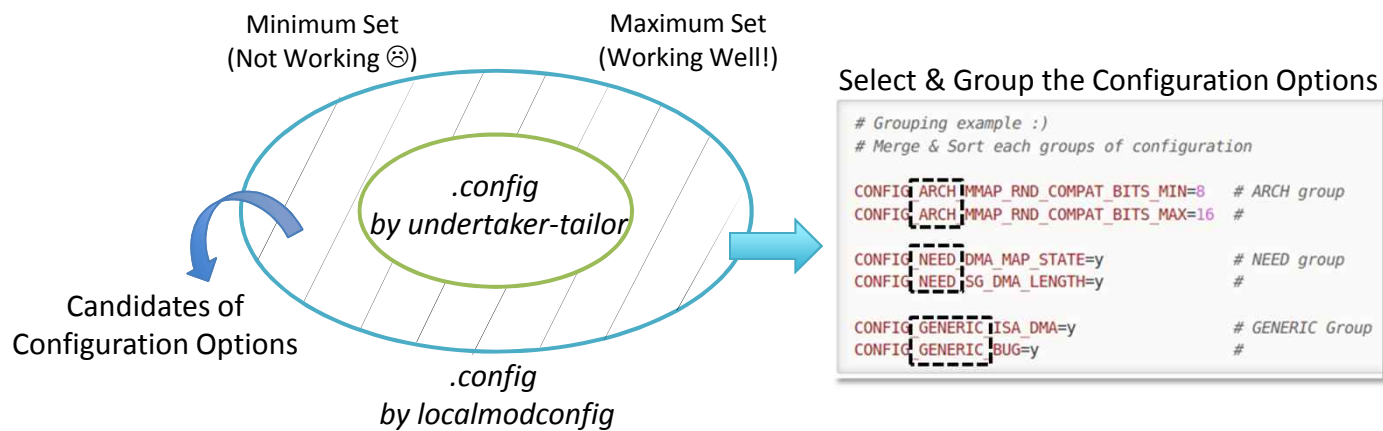 Minimum Set
(Not Working ☹)
Maximum Set
(Working Well!)
.config
by undertaker-tailor
Candidates of
Configuration Options
.config
by localmodconfig
Select & Group the Configuration Options
# Grouping example :)
# Merge & Sort each groups of configuration
CONFIG_ARCH_MMAP_RND_COMPAT_BITS_MIN=8 # ARCH group
CONFIG_ARCH_MMAP_RND_COMPAT_BITS_MAX=16 #
CONFIG_NEED_DMA_MAP_STATE=y # NEED group
CONFIG_NEED_SG_DMA_LENGTH=y #
CONFIG_GENERIC_ISA_DMA=y # GENERIC Group
CONFIG_GENERIC_BUG=y #